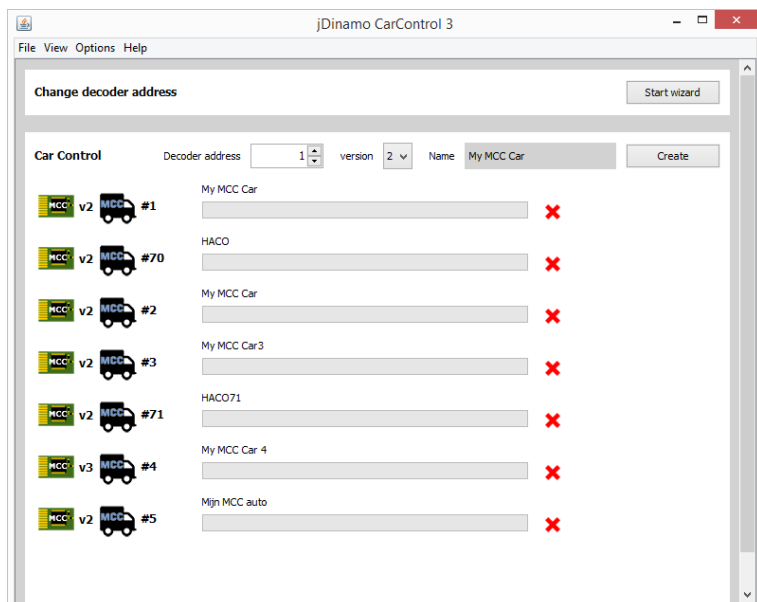 jDinamo CarControl 3
File View Options Help
Change decoder address Start wizard
Car Control Decoder address 1 version 2 Name My MCC Car Create
My MCC Car
MCC v2 MCC #1
HACO
MCC v2 MCC #70
My MCC Car
MCC v2 MCC #2
My MCC Car3
MCC v2 MCC #3
HACO71
MCC v2 MCC #71
My MCC Car 4
MCC v3 MCC #4
Mijn MCC auto
MCC v2 MCC #5